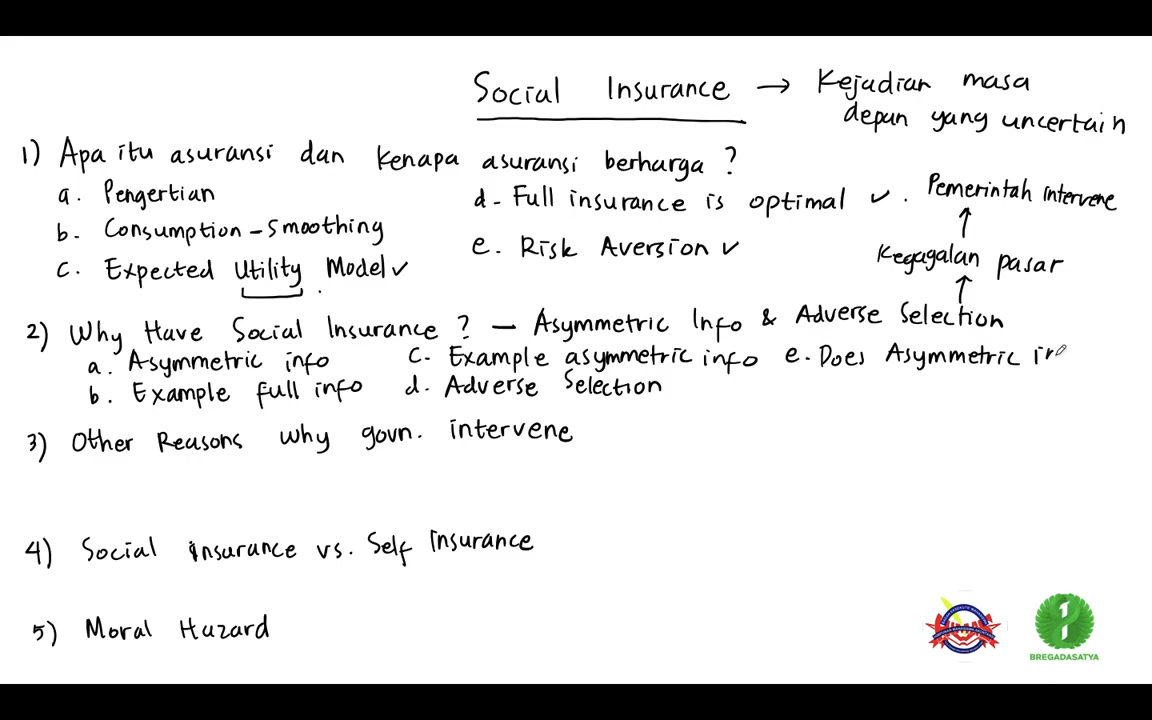 Social Insurance → Kejadian masa
depan yang uncertain
1) Apa itu asuransi dan kenapa asuransi berharga ?
a. Pengertian
b. Consumption - Smoothing
c. Expected Utility Model ✓
d. Full insurance is optimal ✓.
e. Risk Aversion ✓
Pemerintah intervene
↑
Kegagalan pasar
↑
2) Why Have Social Insurance ? — Asymmetric Info & Adverse Selection
a. Asymmetric info
b. Example full info
c. Example asymmetric info
d. Adverse Selection
e. Does Asymmetric
3) Other Reasons why govn. intervene
4) Social insurance vs. Self Insurance
5) Moral Hazard
BREGADASATYA